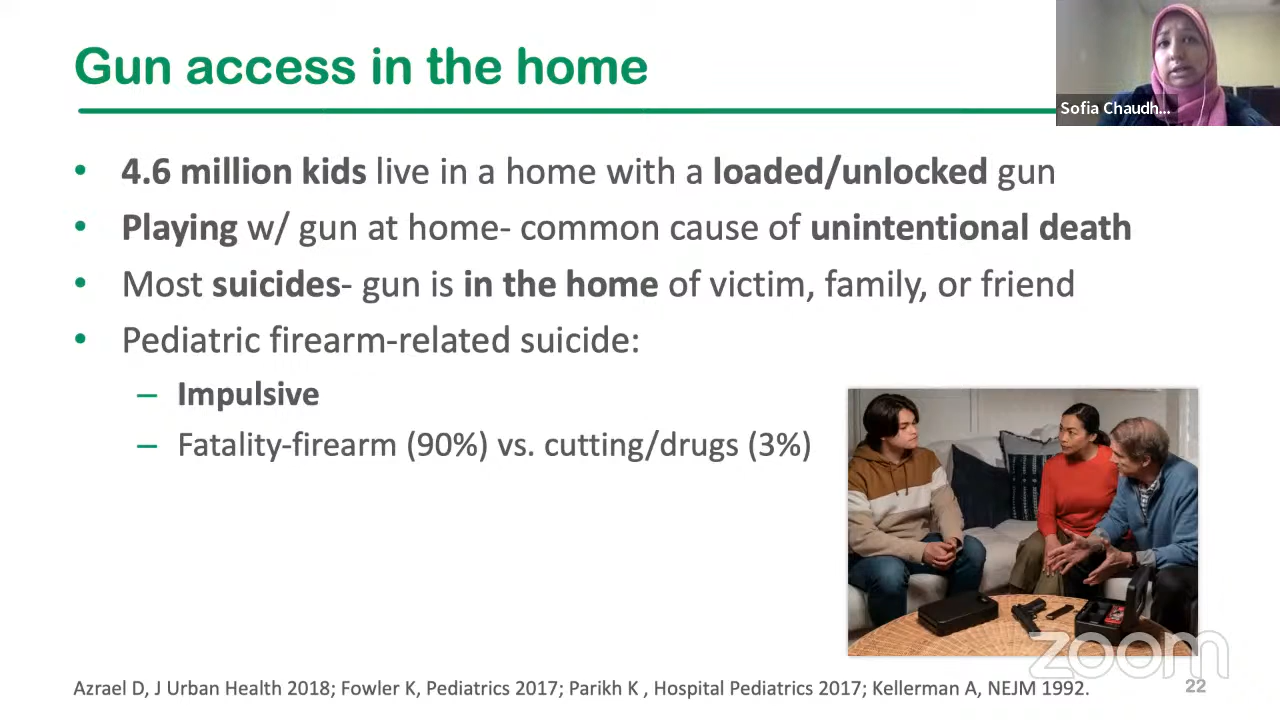 Gun access in the home
Sofia Chaudh...
• 4.6 million kids live in a home with a loaded/unlocked gun
• Playing w/ gun at home- common cause of unintentional death
• Most suicides- gun is in the home of victim, family, or friend
• Pediatric firearm-related suicide:
– Impulsive
– Fatality-firearm (90%) vs. cutting/drugs (3%)
zoom
Azrael D, J Urban Health 2018; Fowler K, Pediatrics 2017; Parikh K , Hospital Pediatrics 2017; Kellerman A, NEJM 1992.
22